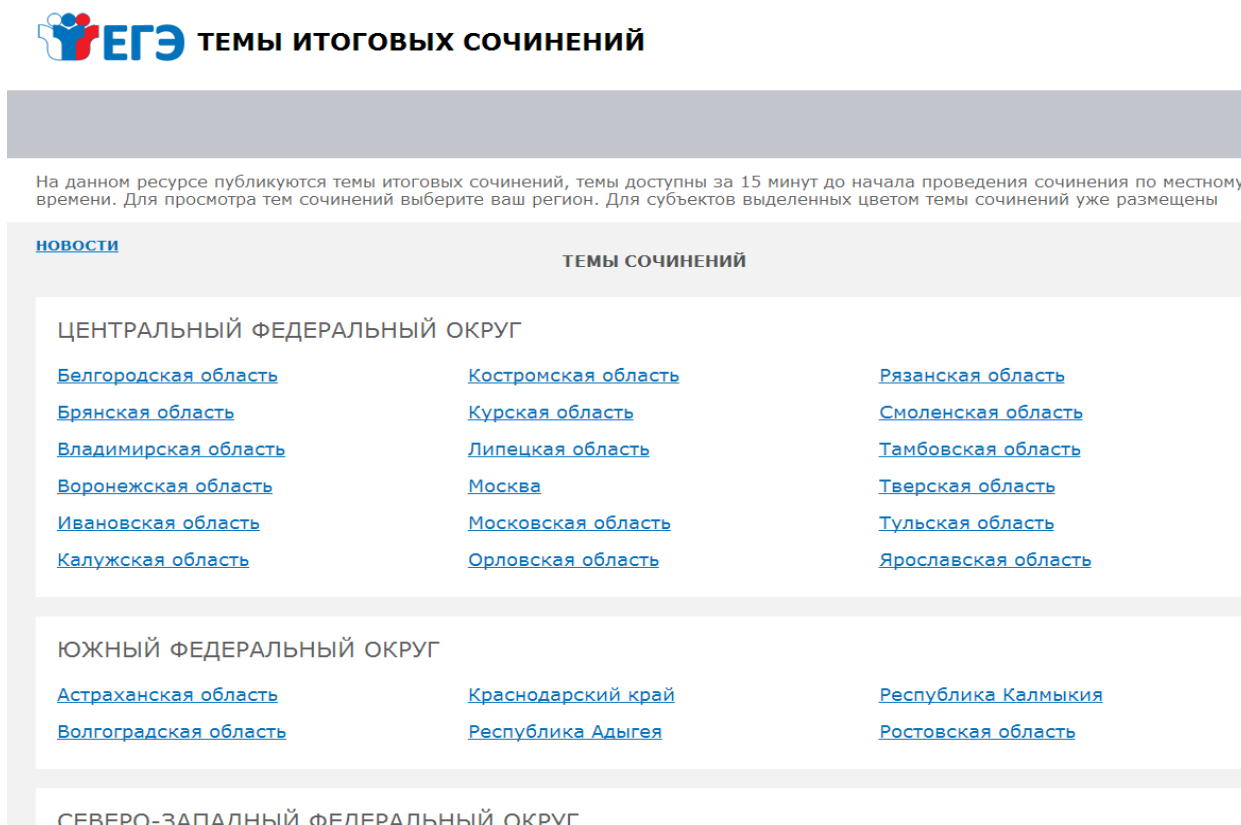 ЕГЭ ТЕМЫ ИТОГОВЫХ СОЧИНЕНИЙ
На данном ресурсе публикуются темы итоговых сочинений, темы доступны за 15 минут до начала проведения сочинения по местному
времени. Для просмотра тем сочинений выберите ваш регион. Для субъектов выделенных цветом темы сочинений уже размещены
НОВОСТИ
ТЕМЫ СОЧИНЕНИЙ
ЦЕНТРАЛЬНЫЙ ФЕДЕРАЛЬНЫЙ ОКРУГ
Белгородская область Костромская область Рязанская область
Брянская область Курская область Смоленская область
Владимирская область Липецкая область Тамбовская область
Воронежская область Москва Тверская область
Ивановская область Московская область Тульская область
Калужская область Орловская область Ярославская область
ЮЖНЫЙ ФЕДЕРАЛЬНЫЙ ОКРУГ
Астраханская область Краснодарский край Республика Калмыкия
Волгоградская область Республика Адыгея Ростовская область
СЕВЕРО-ЗАПАДНЫЙ ФЕДЕРАЛЬНЫЙ ОКРУГ